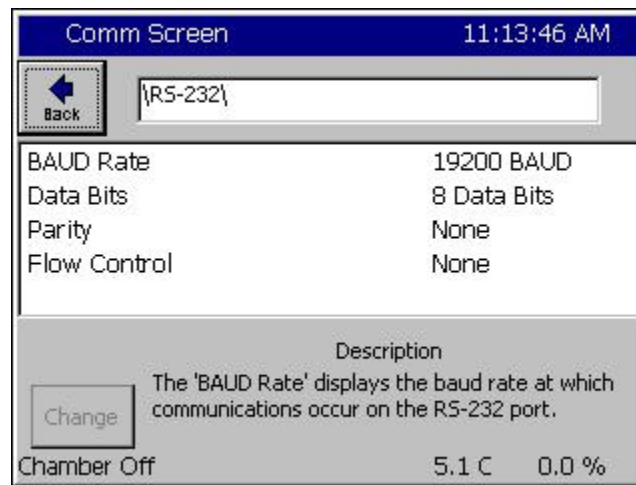 Comm Screen 11:13:46 AM
Back
\RS-232\
BAUD Rate 19200 BAUD
Data Bits 8 Data Bits
Parity None
Flow Control None
Description
The 'BAUD Rate' displays the baud rate at which
communications occur on the RS-232 port.
Change
Chamber Off 5.1 C 0.0 %